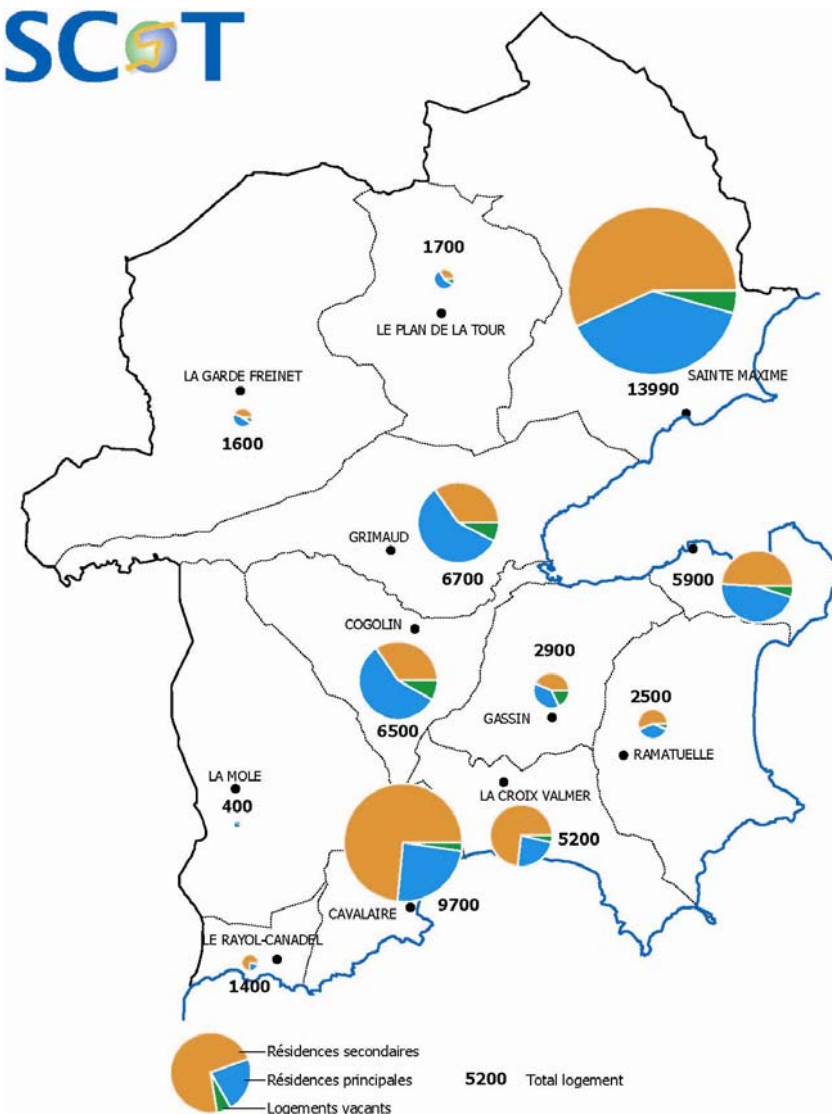 SCOT
1700
LE PLAN DE LA TOUR
SAINTE MAXIME
13990
LA GARDE FREINET
1600
GRIMAUD
6700
5900
COGOLIN
6500
2900
GASSIN
2500
RAMATUELLE
LA MOLE
400
LA CROIX VALMER
5200
CAVALAIRE
9700
LE RAYOL-CANADEL
1400
Résidences secondaires
Résidences principales
5200 Total logement
Logements vacants